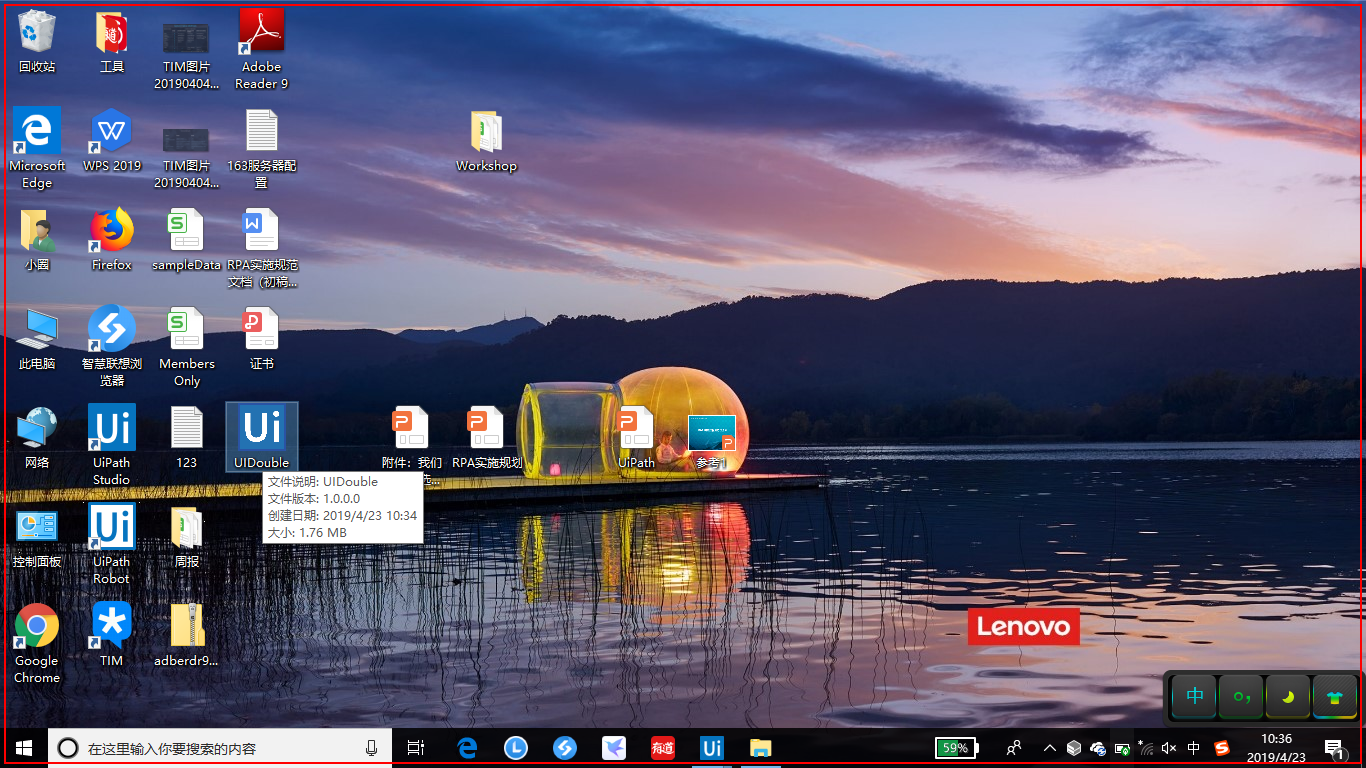 回收站
工具
TIM图片
20190404...
Adobe
Reader 9
Microsoft
Edge
WPS 2019
TIM图片
20190404...
163服务器配
置
Workshop
小圈
Firefox
sampleData
RPA实施规范
文档（初稿...
此电脑
智慧联想浏
览器
Members
Only
证书
网络
UiPath
Studio
123
Ui
UIDouble
附件：我们
选...
RPA实施规划
UiPath
参考1
文件说明: UIDouble
文件版本: 1.0.0.0
创建日期: 2019/4/23 10:34
大小: 1.76 MB
控制面板
UiPath
Robot
周报
Google
Chrome
TIM
adberdr9...
Lenovo
中
在这里输入你要搜索的内容
有道
Ui
59%
中
10:36
2019/4/23
1